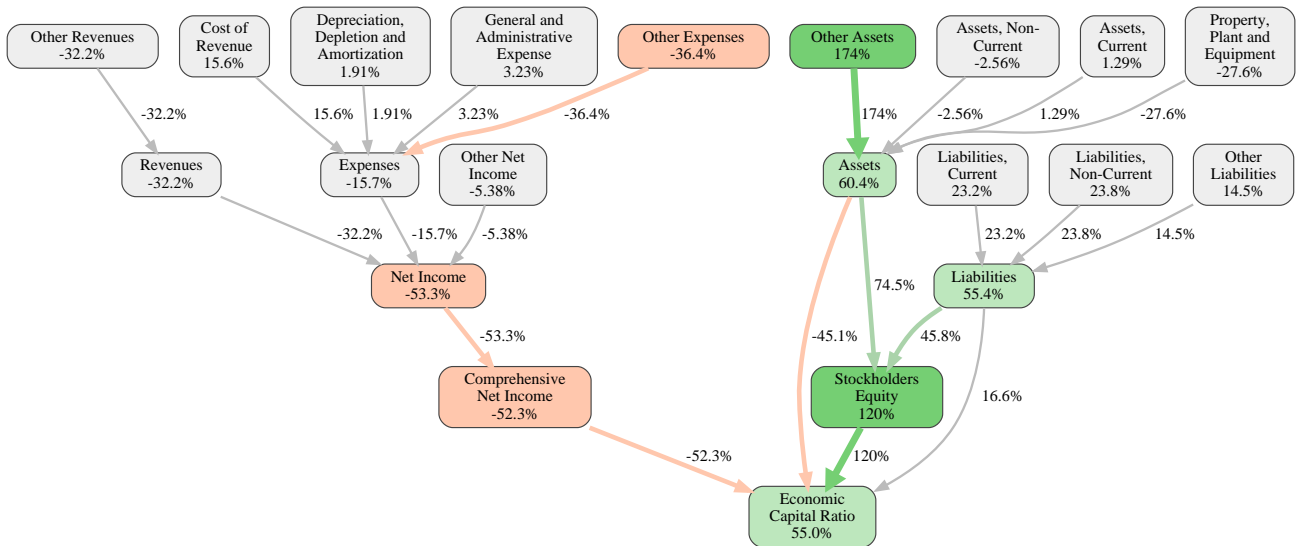 Other Revenues
-32.2%
Cost of
Revenue
15.6%
Depreciation,
Depletion and
Amortization
1.91%
General and
Administrative
Expense
3.23%
Other Expenses
-36.4%
Other Assets
174%
Assets, Non-
Current
-2.56%
Assets,
Current
1.29%
Property,
Plant and
Equipment
-27.6%
-32.2%
15.6%
1.91%
3.23%
-36.4%
174%
-2.56%
1.29%
-27.6%
Revenues
-32.2%
Expenses
-15.7%
Other Net
Income
-5.38%
Assets
60.4%
Liabilities,
Current
23.2%
Liabilities,
Non-Current
23.8%
Other
Liabilities
14.5%
-32.2%
-15.7%
-5.38%
23.2%
23.8%
14.5%
Net Income
-53.3%
74.5%
Liabilities
55.4%
-53.3%
-45.1%
45.8%
Comprehensive
Net Income
-52.3%
Stockholders
Equity
120%
16.6%
-52.3%
120%
Economic
Capital Ratio
55.0%